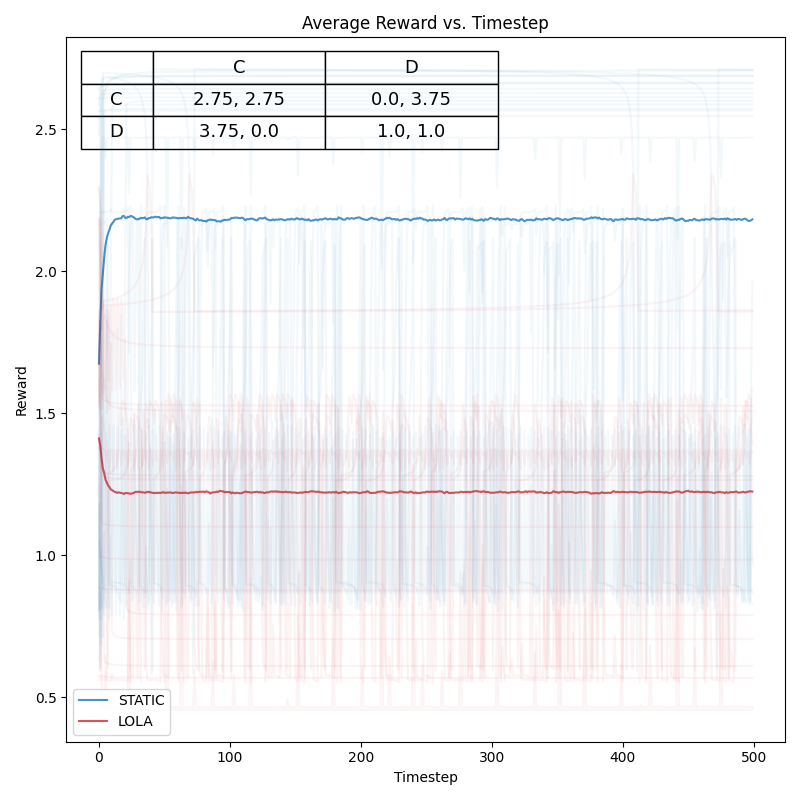 Average Reward vs. Timestep
C D
C 2.75, 2.75 0.0, 3.75
D 3.75, 0.0 1.0, 1.0
2.5
2.0
1.5
1.0
0.5
Reward
STATIC
LOLA
0 100 200 300 400 500
Timestep